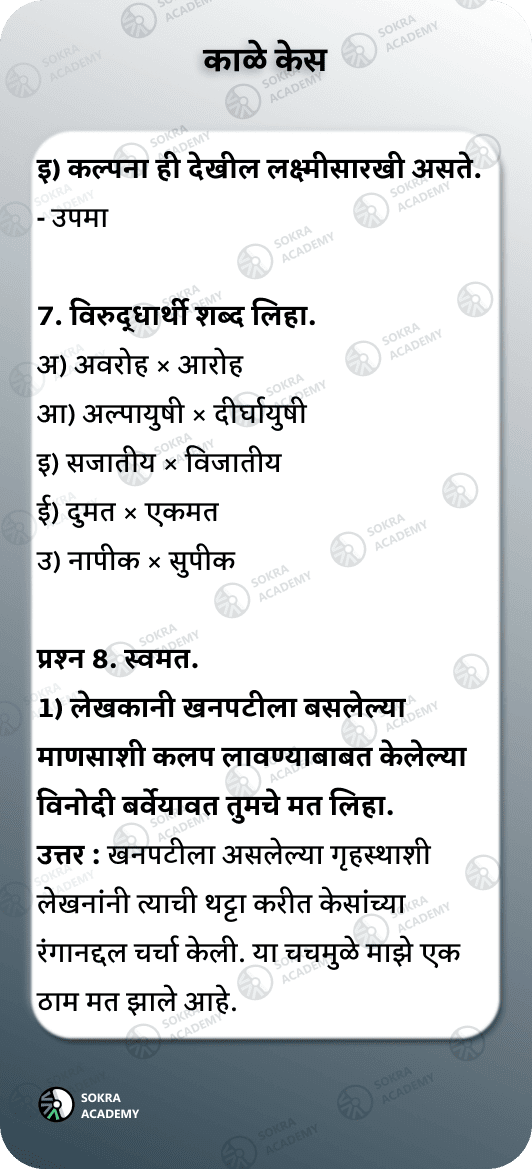 काळे केस
इ) कल्पना ही देखील लक्ष्मीसारखी असते.
- उपमा
7. विरुद्धार्थी शब्द लिहा.
अ) अवरोह × आरोह
आ) अल्पायुषी × दीर्घायुषी
इ) सजातीय × विजातीय
ई) दुमत × एकमत
उ) नापीक × सुपीक
प्रश्न 8. स्वमत.
1) लेखकानी खनपटीला बसलेल्या
माणसाशी कलप लावण्याबाबत केलेल्या
विनोदी बर्वेयावत तुमचे मत लिहा.
उत्तर : खनपटीला असलेल्या गृहस्थाशी
लेखनांनी त्याची थट्टा करीत केसांच्या
रंगानद्दल चर्चा केली. या चचमुळे माझे एक
ठाम मत झाले आहे.
SOKRA
ACADEMY